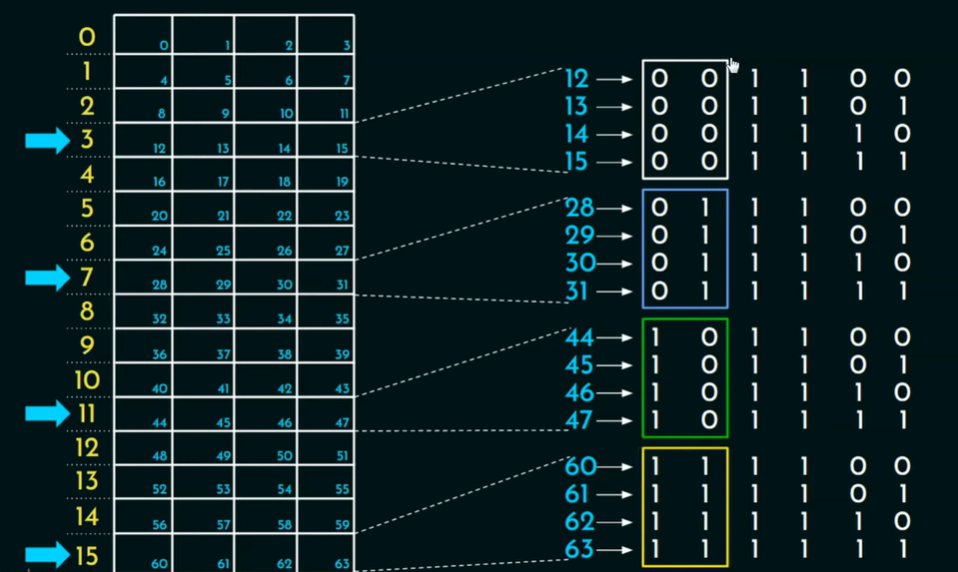 0 0 1 2 3
1 4 5 6 7
2 8 9 10 11
3 12 13 14 15
4 16 17 18 19
5 20 21 22 23
6 24 25 26 27
7 28 29 30 31
8 32 33 34 35
9 36 37 38 39
10 40 41 42 43
11 44 45 46 47
12 48 49 50 51
13 52 53 54 55
14 56 57 58 59
15 60 61 62 63
12 0 0 1 1 0 0
13 0 0 1 1 0 1
14 0 0 1 1 1 0
15 0 0 1 1 1 1
28 0 1 1 1 0 0
29 0 1 1 1 0 1
30 0 1 1 1 1 0
31 0 1 1 1 1 1
44 1 0 1 1 0 0
45 1 0 1 1 0 1
46 1 0 1 1 1 0
47 1 0 1 1 1 1
60 1 1 1 1 0 0
61 1 1 1 1 0 1
62 1 1 1 1 1 0
63 1 1 1 1 1 1